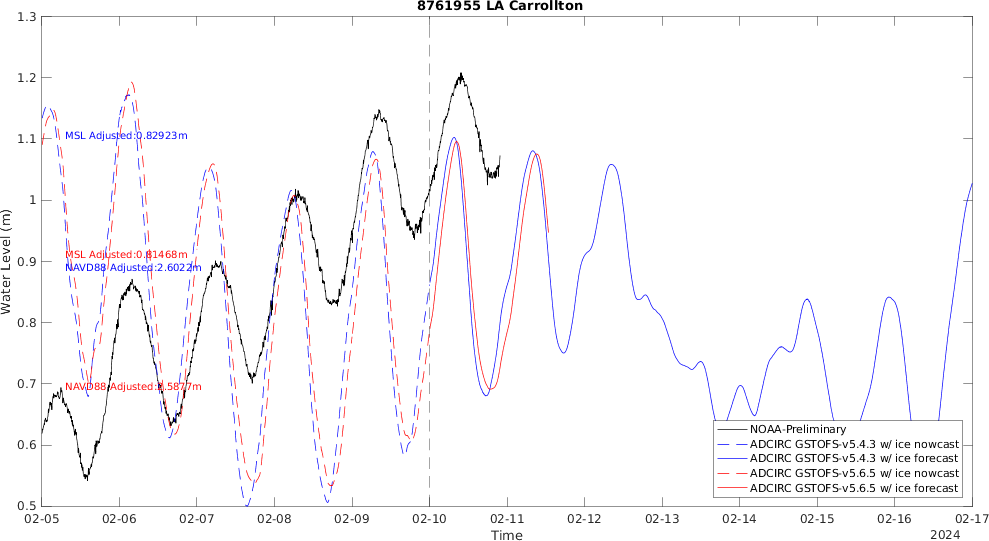 8761955 LA Carrollton
Water Level (m)
1.3
1.2
1.1
1
0.9
0.8
0.7
0.6
0.5
MSL Adjusted:0.82923m
MSL Adjusted:0.81468m
NAVD88 Adjusted:2.6022m
NAVD88 Adjusted:2.5877m
NOAA-Preliminary
ADCIRC GSTOFS-v5.4.3 w/ ice nowcast
ADCIRC GSTOFS-v5.4.3 w/ ice forecast
ADCIRC GSTOFS-v5.6.5 w/ ice nowcast
ADCIRC GSTOFS-v5.6.5 w/ ice forecast
02-05 02-06 02-07 02-08 02-09 02-10 02-11 02-12 02-13 02-14 02-15 02-16 02-17
Time
2024